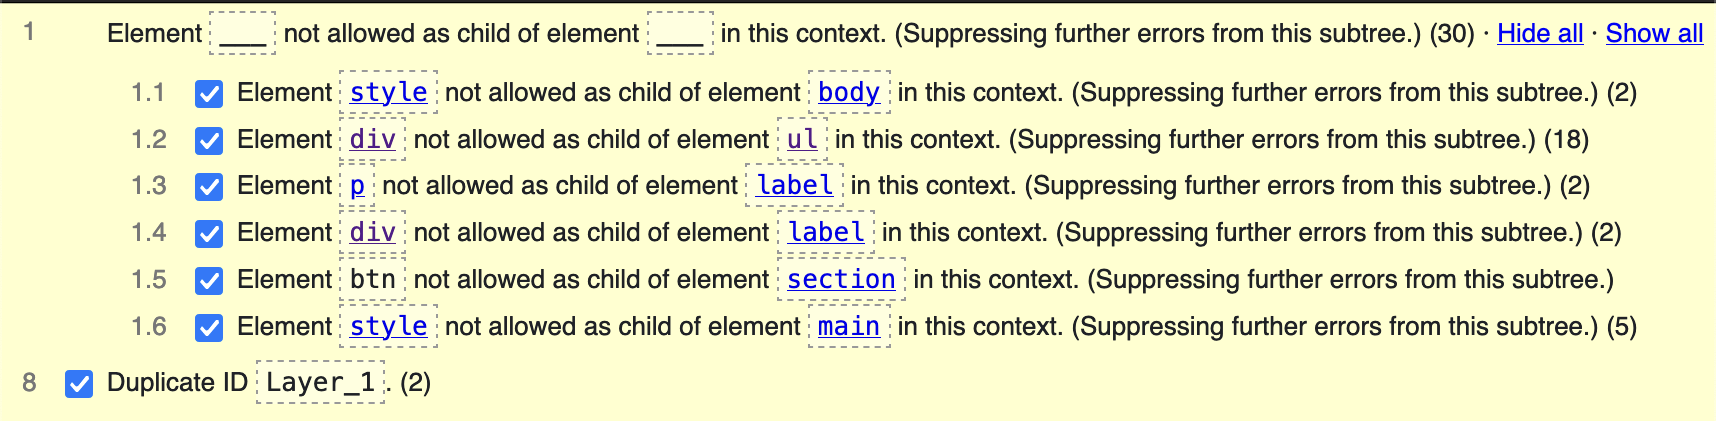 1 Element ___ not allowed as child of element ___ in this context. (Suppressing further errors from this subtree.) (30) · Hide all · Show all
1.1 Element style not allowed as child of element body in this context. (Suppressing further errors from this subtree.) (2)
1.2 Element div not allowed as child of element ul in this context. (Suppressing further errors from this subtree.) (18)
1.3 Element p not allowed as child of element label in this context. (Suppressing further errors from this subtree.) (2)
1.4 Element div not allowed as child of element label in this context. (Suppressing further errors from this subtree.) (2)
1.5 Element btn not allowed as child of element section in this context. (Suppressing further errors from this subtree.)
1.6 Element style not allowed as child of element main in this context. (Suppressing further errors from this subtree.) (5)
8 Duplicate ID Layer_1. (2)